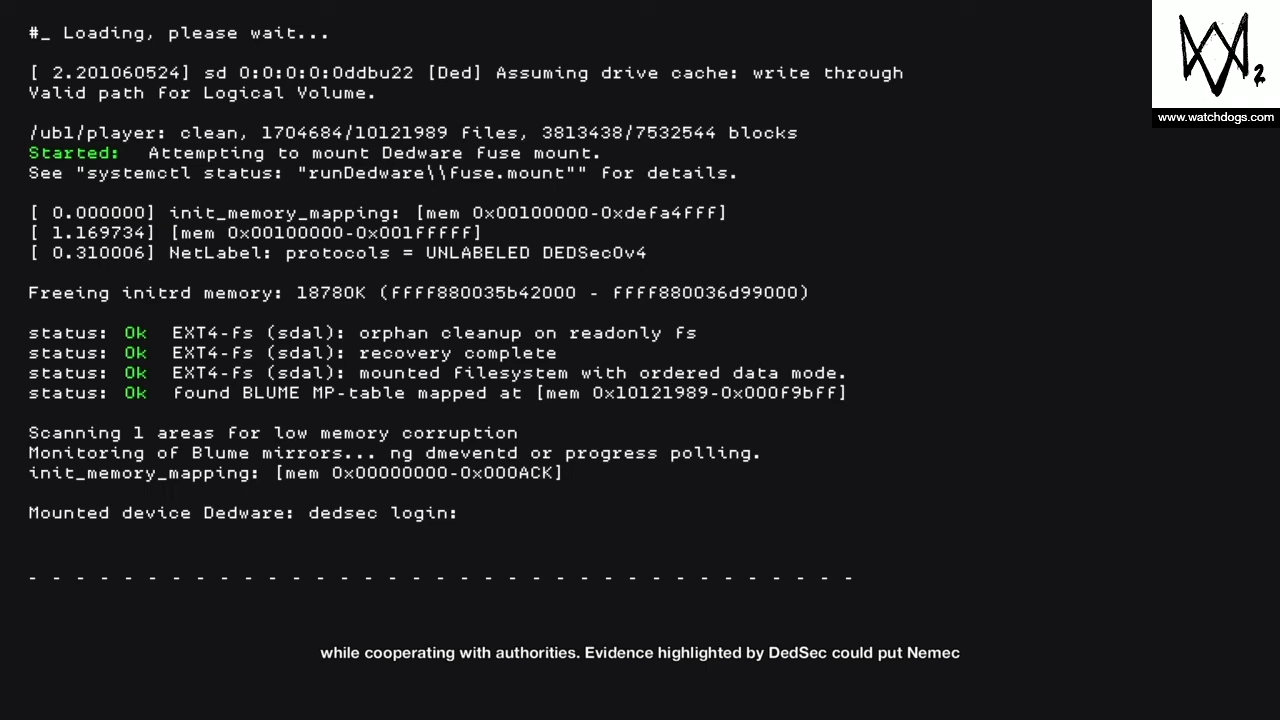 #_ Loading, please wait...
[ 2.201060524] sd 0:0:0:0:0ddbu22 [Ded] Assuming drive cache: write through
Valid path for Logical Volume.
/ubl/player: clean, 1704684/10121989 files, 3813438/7532544 blocks
Started: Attempting to mount Dedware fuse mount.
See "systemctl status: "runDedware\\fuse.mount"" for details.
[ 0.000000] init_memory_mapping: [mem 0x00100000-0xdefa4fff]
[ 1.169734] [mem 0x00100000-0x001fffff]
[ 0.310006] NetLabel: protocols = UNLABELED DEDSecOv4
Freeing initrd memory: 18780K (ffff880035b42000 - ffff880036d99000)
status: Ok EXT4-fs (sdal): orphan cleanup on readonly fs
status: Ok EXT4-fs (sdal): recovery complete
status: Ok EXT4-fs (sdal): mounted filesystem with ordered data mode.
status: Ok found BLUME MP-table mapped at [mem 0x10121989-0x000f9bff]
Scanning 1 areas for low memory corruption
Monitoring of Blume mirrors... ng dmeventd or progress polling.
init_memory_mapping: [mem 0x00000000-0x000ACK]
Mounted device Dedware: dedsec login:
- - - - - - - - - - - - - - - - - - - - - - - - - - - - - - - - - - -
while cooperating with authorities. Evidence highlighted by DedSec could put Nemec
2
www.watchdogs.com